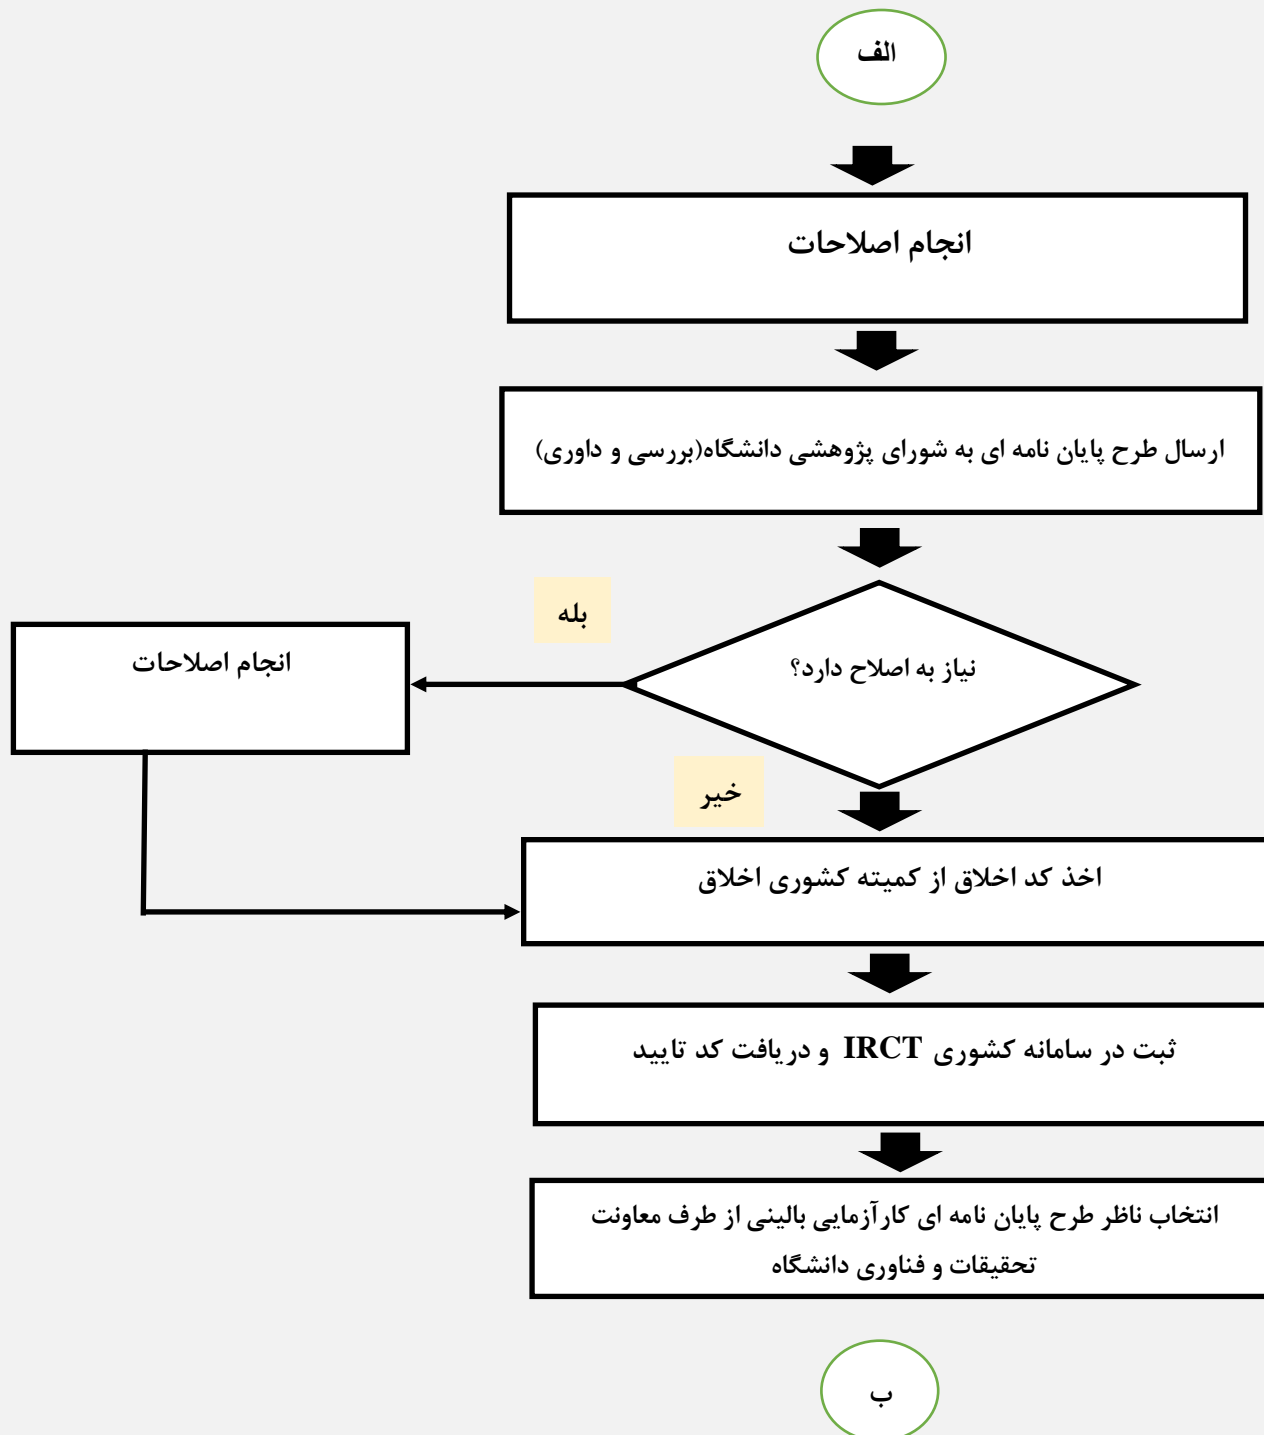 الف
انجام اصلاحات
ارسال طرح پایان نامه ای به شورای پژوهشی دانشگاه(بررسی و داوری)
بله
نیاز به اصلاح دارد؟
انجام اصلاحات
خیر
اخذ کد اخلاق از کمیته کشوری اخلاق
ثبت در سامانه کشوری IRCT و دریافت کد تایید
انتخاب ناظر طرح پایان نامه ای کارآزمایی بالینی از طرف معاونت
تحقیقات و فناوری دانشگاه
ب